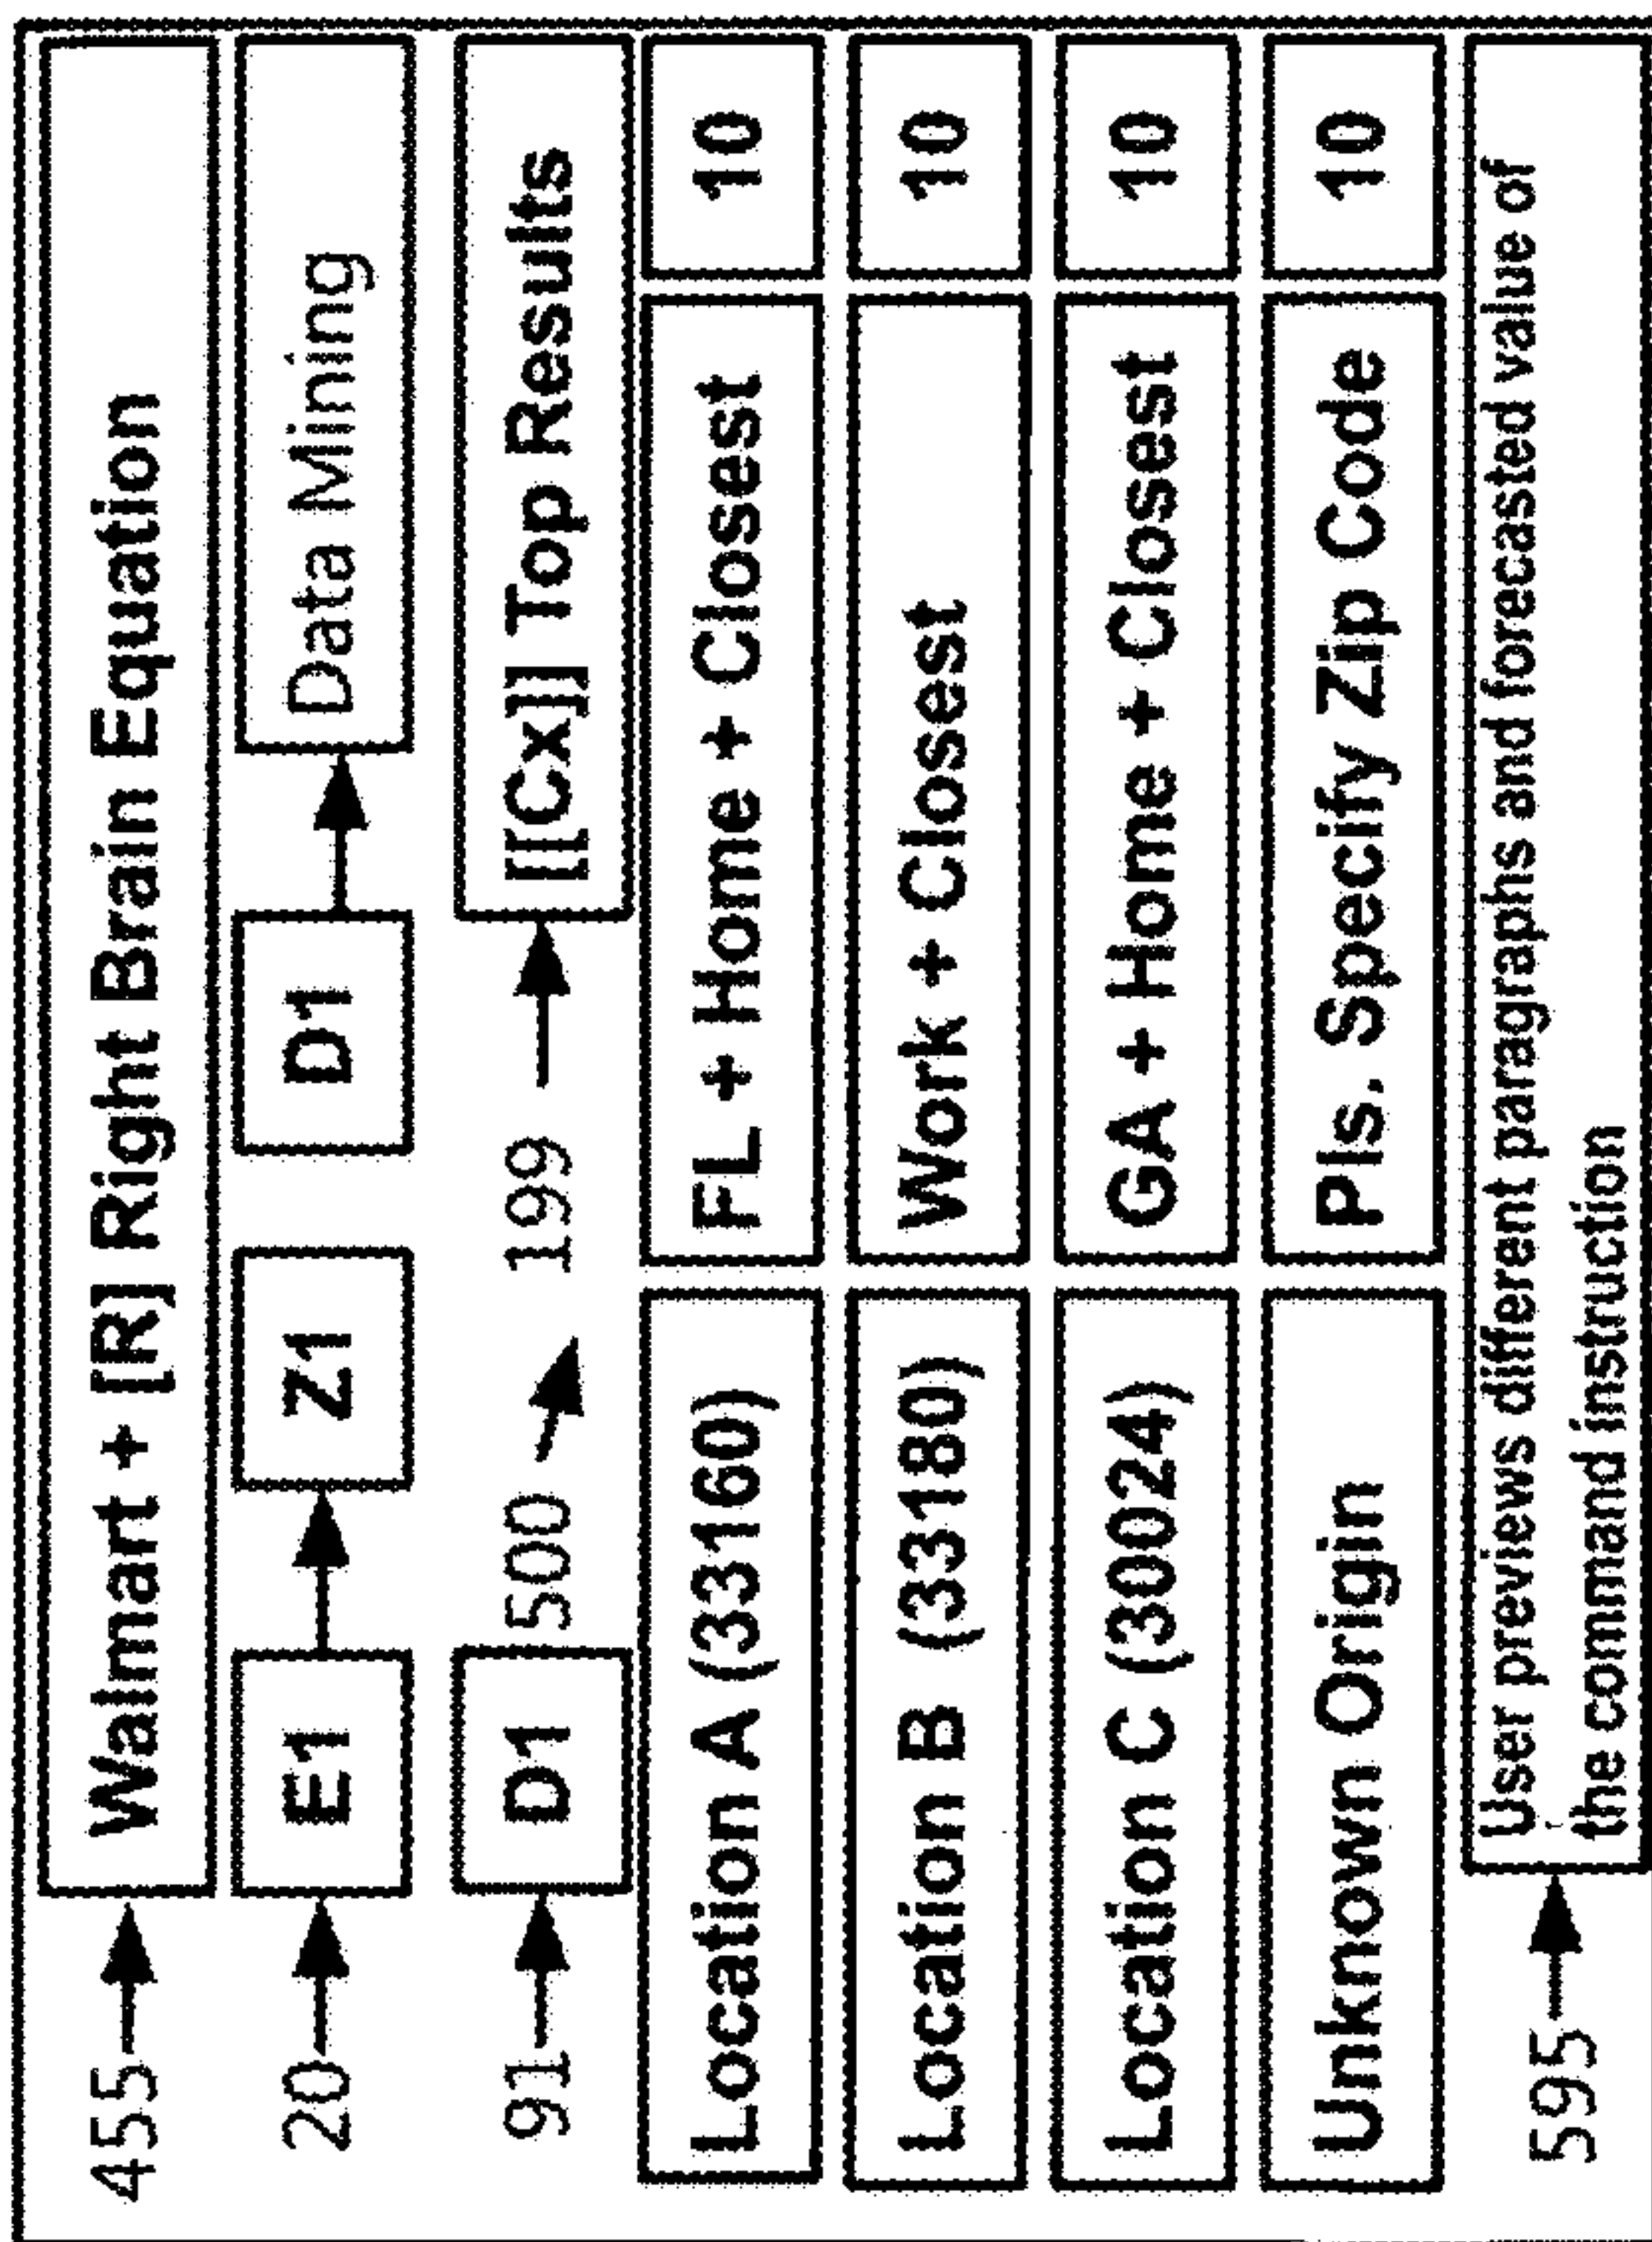 455 Walmart + [R] Right Brain Equation
20 E1 Z1 D1 Data Mining
91 D1 500 199 [[Cx]] Top Results
Location A (33160) FL + Home + Closest 10
Location B (33180) Work + Closest 10
Location C (30024) GA + Home + Closest 10
Unknown Origin Pls. Specify Zip Code 10
595 User previews different paragraphs and forecasted value of
the command instruction